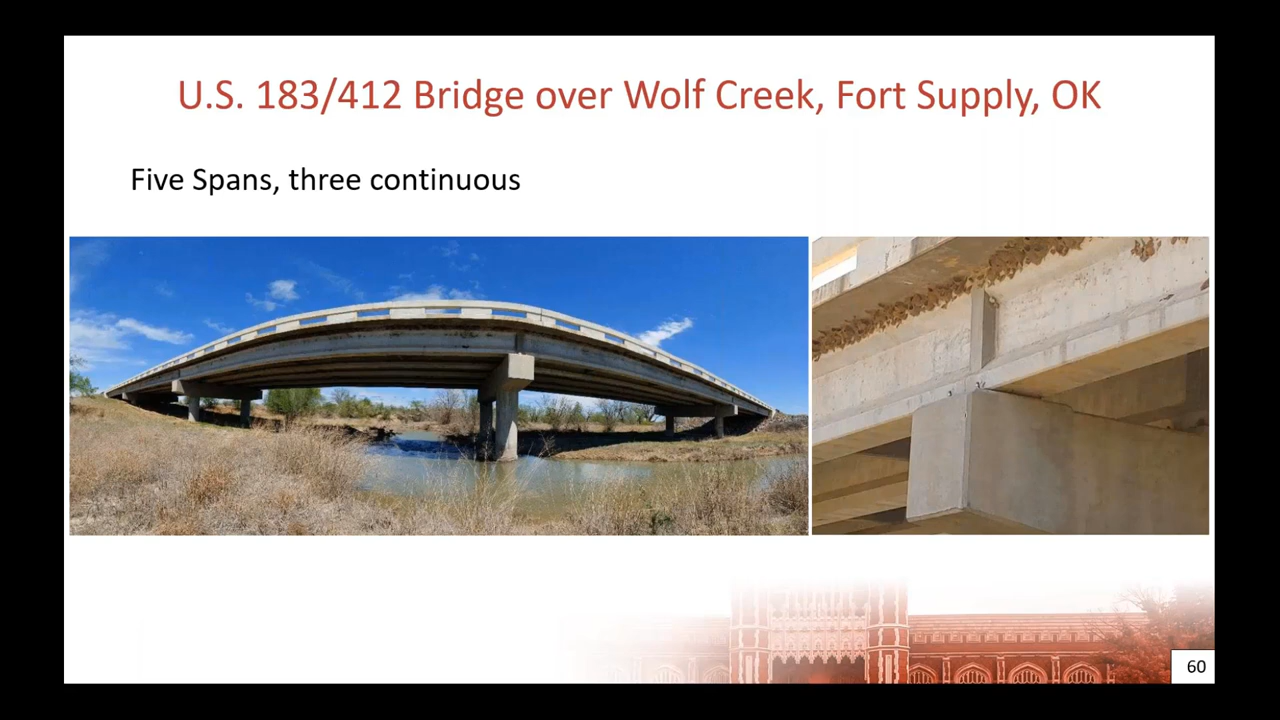 U.S. 183/412 Bridge over Wolf Creek, Fort Supply, OK
Five Spans, three continuous
60